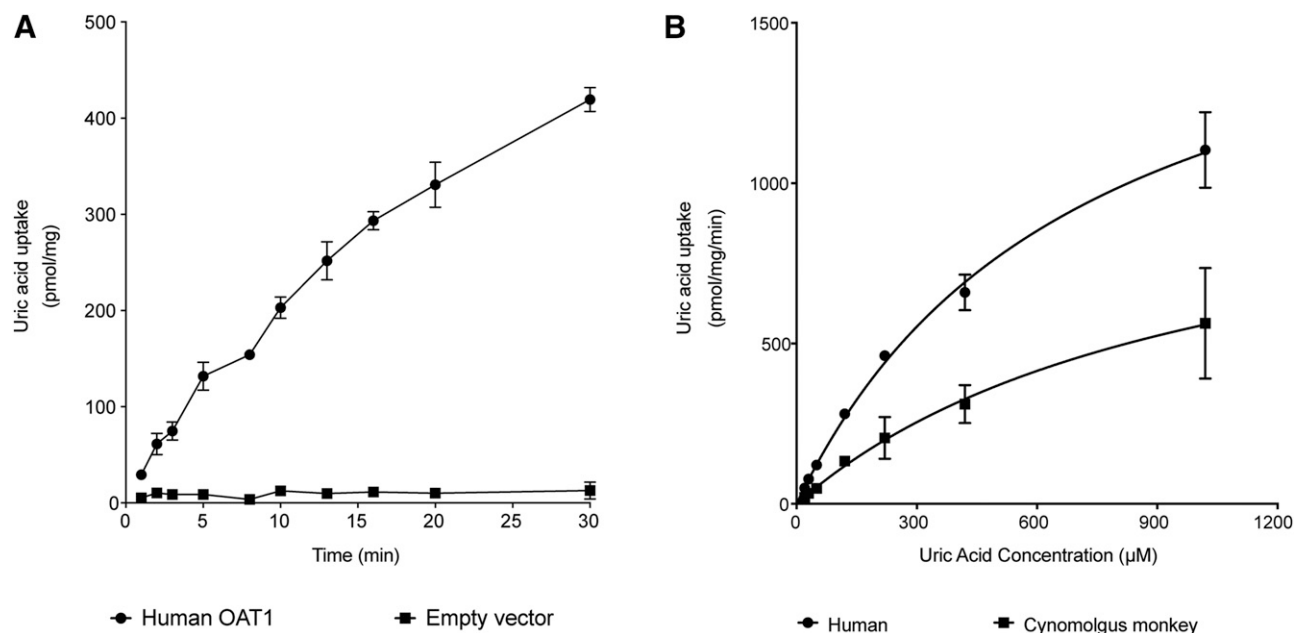 A
Uric acid uptake
(pmol/mg)
500
400
300
200
100
0
0
5
10
15
20
25
30
Time (min)
Human OAT1
Empty vector
B
Uric acid uptake
(pmol/mg/min)
1500
1000
500
0
0
300
600
900
1200
Uric Acid Concentration (µM)
Human
Cynomolgus monkey